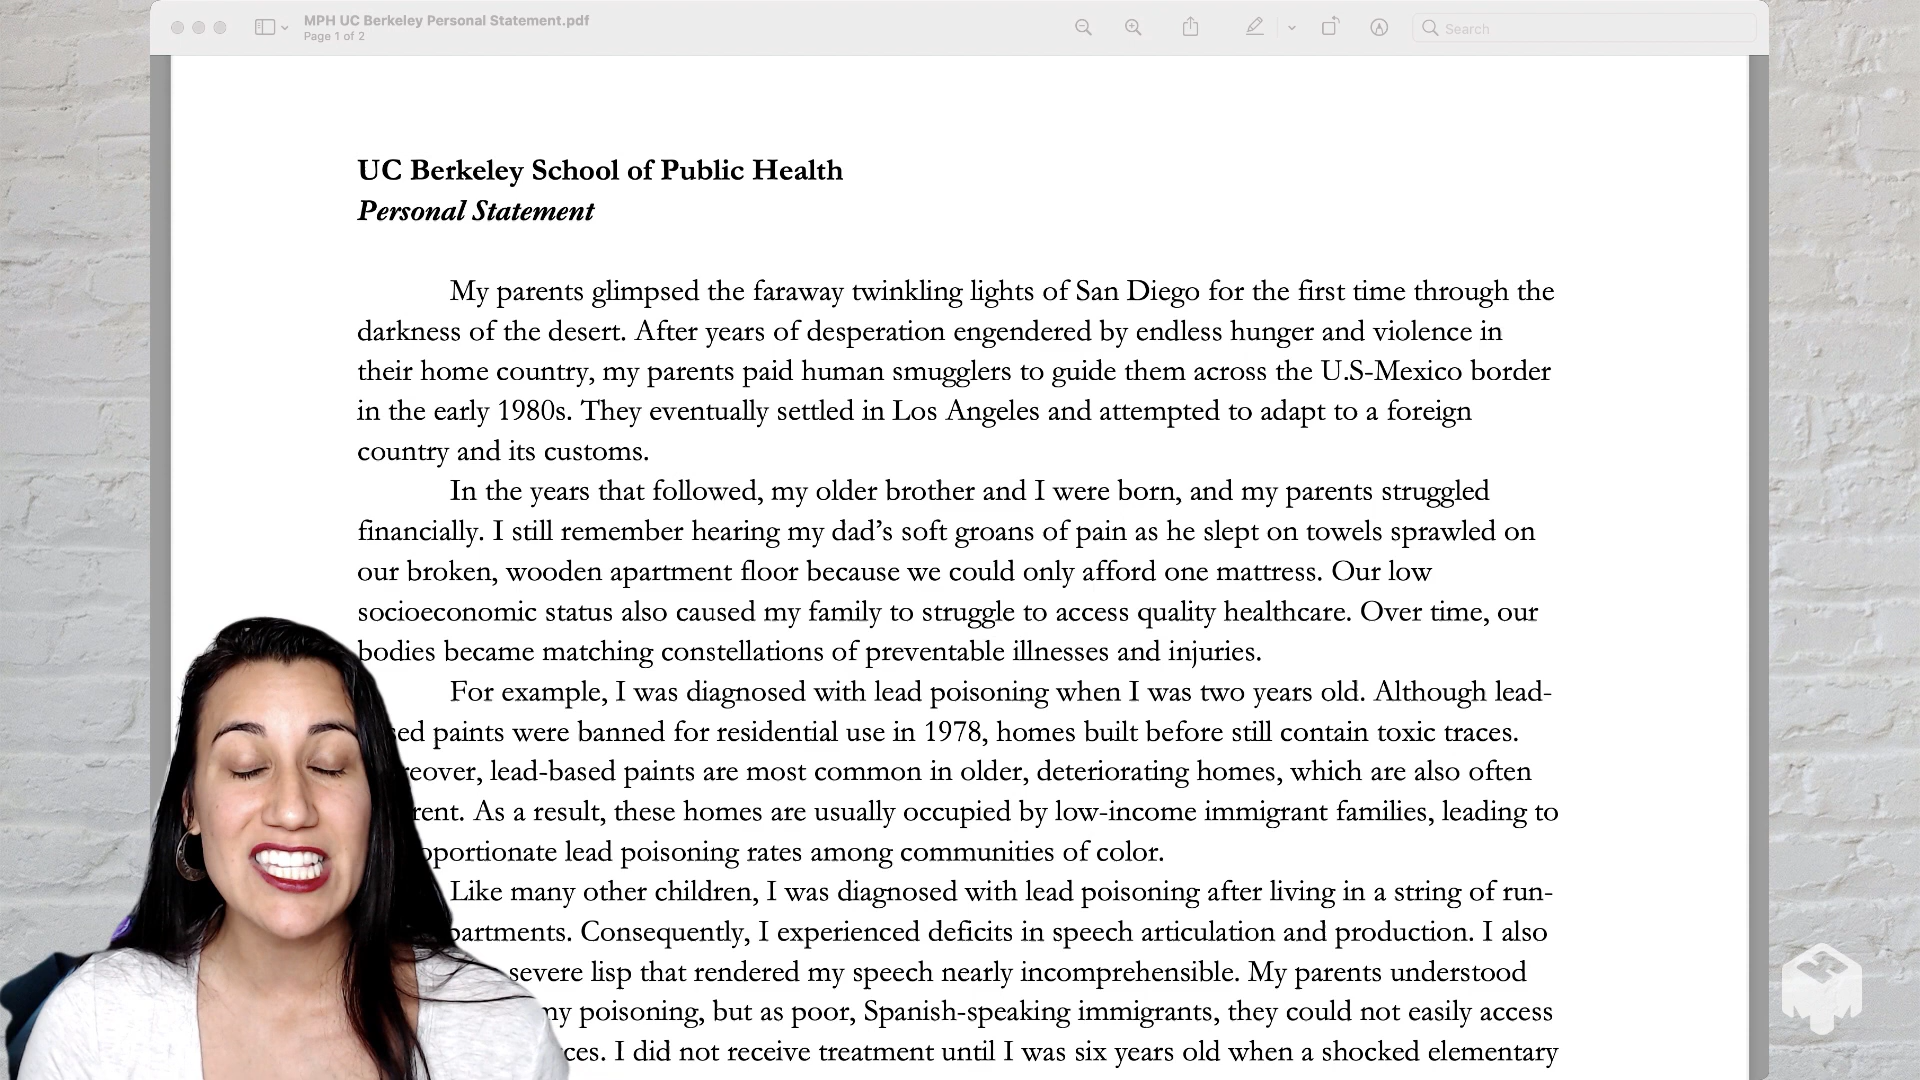 MPH UC Berkeley Personal Statement.pdf
Page 1 of 2
Search
UC Berkeley School of Public Health
Personal Statement
My parents glimpsed the faraway twinkling lights of San Diego for the first time through the
darkness of the desert. After years of desperation engendered by endless hunger and violence in
their home country, my parents paid human smugglers to guide them across the U.S-Mexico border
in the early 1980s. They eventually settled in Los Angeles and attempted to adapt to a foreign
country and its customs.
In the years that followed, my older brother and I were born, and my parents struggled
financially. I still remember hearing my dad’s soft groans of pain as he slept on towels sprawled on
our broken, wooden apartment floor because we could only afford one mattress. Our low
socioeconomic status also caused my family to struggle to access quality healthcare. Over time, our
bodies became matching constellations of preventable illnesses and injuries.
For example, I was diagnosed with lead poisoning when I was two years old. Although lead-
paints were banned for residential use in 1978, homes built before still contain toxic traces.
lead-based paints are most common in older, deteriorating homes, which are also often
rent. As a result, these homes are usually occupied by low-income immigrant families, leading to
lead poisoning rates among communities of color.
Like many other children, I was diagnosed with lead poisoning after living in a string of run-
Consequently, I experienced deficits in speech articulation and production. I also
severe lisp that rendered my speech nearly incomprehensible. My parents understood
my poisoning, but as poor, Spanish-speaking immigrants, they could not easily access
I did not receive treatment until I was six years old when a shocked elementary